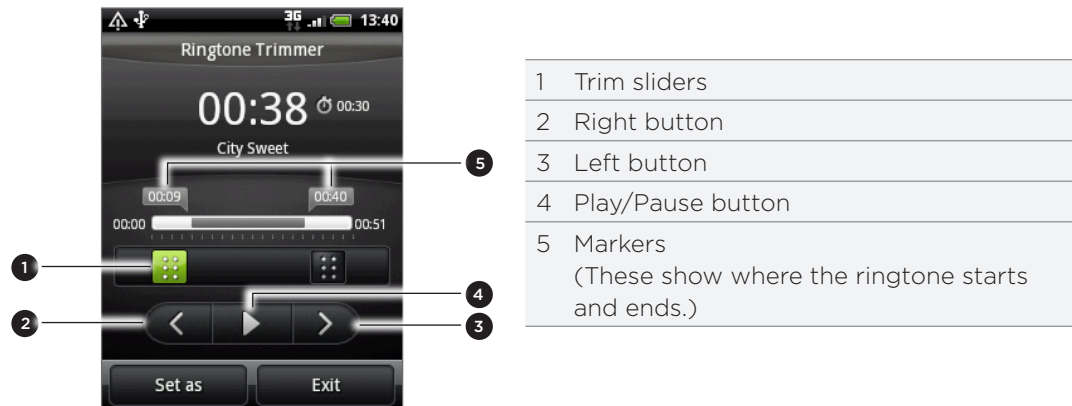 3G 13:40
Ringtone Trimmer
00:38 00:30
City Sweet
00:09 00:40
00:00 00:51
Set as Exit
1
2
5
4
3
1 Trim sliders
2 Right button
3 Left button
4 Play/Pause button
5 Markers
(These show where the ringtone starts
and ends.)